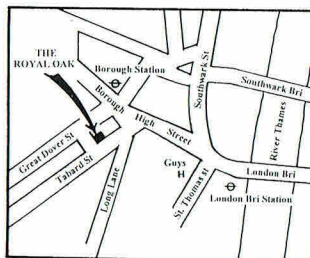 THE
ROYAL OAK
Borough Station
Southwark St
Southwark Bri
Borough High Street
River Thames
Great Dover St
Tabard St
Long Lane
Guys
H
St. Thomas st
London Bri
London Bri Station